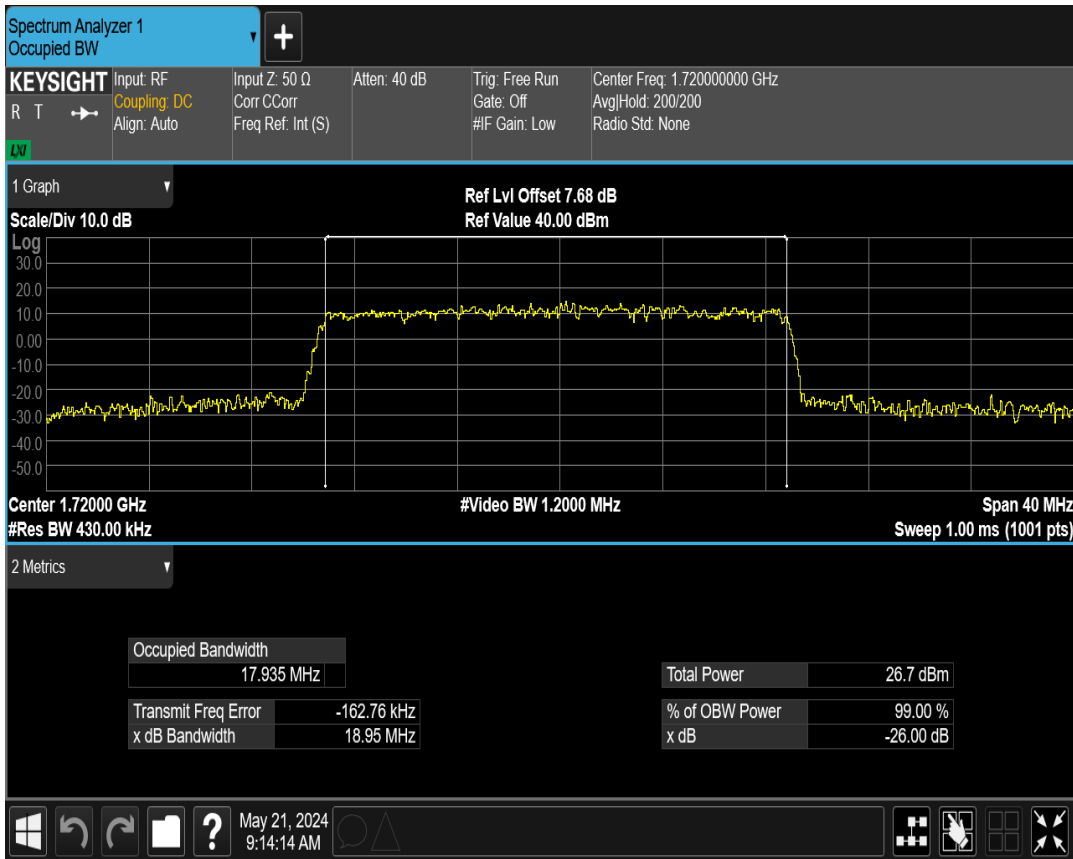 Spectrum Analyzer 1
Occupied BW
KEYSIGHT
R T
LXI
Input: RF
Coupling: DC
Align: Auto
Input Z: 50 Ω
Corr CCorr
Freq Ref: Int (S)
Atten: 40 dB
Trig: Free Run
Gate: Off
#IF Gain: Low
Center Freq: 1.720000000 GHz
Avg|Hold: 200/200
Radio Std: None
1 Graph
Scale/Div 10.0 dB
Ref Lvl Offset 7.68 dB
Ref Value 40.00 dBm
Log
30.0
20.0
10.0
0.00
-10.0
-20.0
-30.0
-40.0
-50.0
Center 1.72000 GHz
#Video BW 1.2000 MHz
Span 40 MHz
#Res BW 430.00 kHz
Sweep 1.00 ms (1001 pts)
2 Metrics
Occupied Bandwidth
17.935 MHz
Transmit Freq Error -162.76 kHz
x dB Bandwidth 18.95 MHz
Total Power 26.7 dBm
% of OBW Power 99.00 %
x dB -26.00 dB
?
May 21, 2024
9:14:14 AM